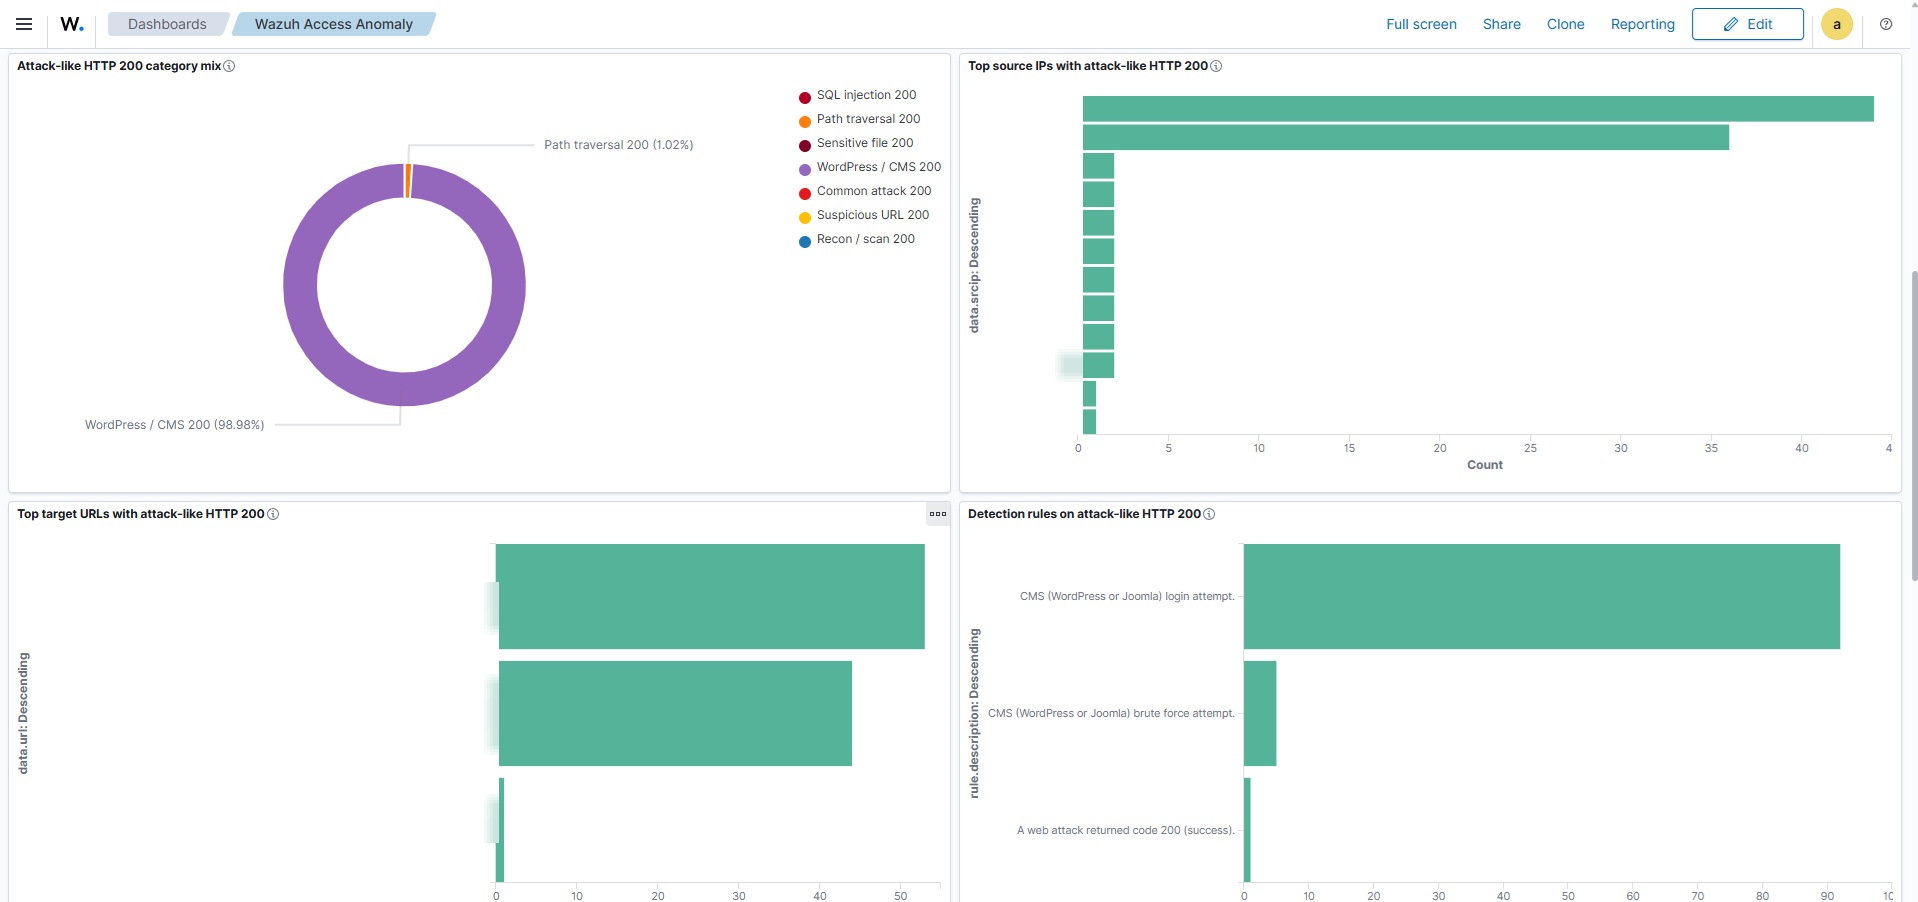 W.
Dashboards
Wazuh Access Anomaly
Full screen
Share
Clone
Reporting
Edit
a
Attack-like HTTP 200 category mix
SQL injection 200
Path traversal 200
Sensitive file 200
WordPress / CMS 200
Common attack 200
Suspicious URL 200
Recon / scan 200
Path traversal 200 (1.02%)
WordPress / CMS 200 (98.98%)
Top source IPs with attack-like HTTP 200
data.srcip: Descending
0 5 10 15 20 25 30 35 40 4
Count
Top target URLs with attack-like HTTP 200
data.url: Descending
0 10 20 30 40 50
Detection rules on attack-like HTTP 200
rule.description: Descending
CMS (WordPress or Joomla) login attempt.
CMS (WordPress or Joomla) brute force attempt.
A web attack returned code 200 (success).
0 10 20 30 40 50 60 70 80 90 10